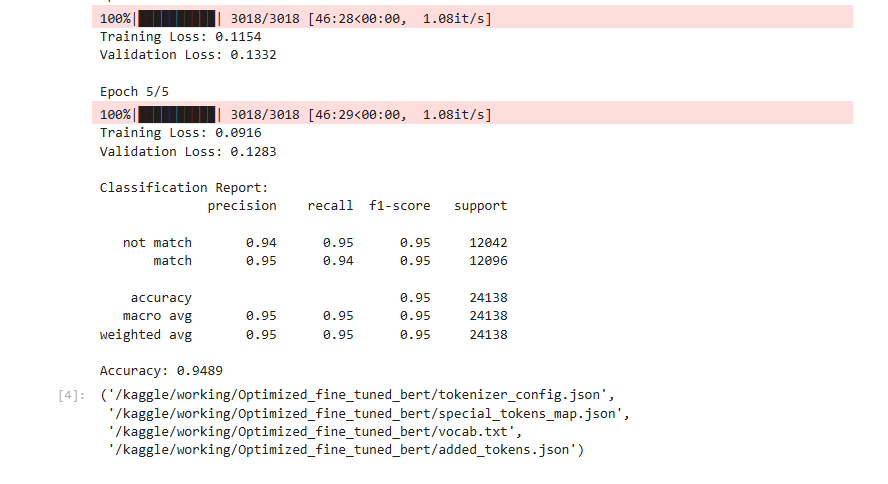 100%|██████████| 3018/3018 [46:28<00:00,  1.08it/s]
Training Loss: 0.1154
Validation Loss: 0.1332
Epoch 5/5
100%|██████████| 3018/3018 [46:29<00:00,  1.08it/s]
Training Loss: 0.0916
Validation Loss: 0.1283
Classification Report:
precision    recall  f1-score   support
not match       0.94      0.95      0.95     12042
match       0.95      0.94      0.95     12096
accuracy                           0.95     24138
macro avg       0.95      0.95      0.95     24138
weighted avg       0.95      0.95      0.95     24138
Accuracy: 0.9489
[4]: ('/kaggle/working/Optimized_fine_tuned_bert/tokenizer_config.json',
'/kaggle/working/Optimized_fine_tuned_bert/special_tokens_map.json',
'/kaggle/working/Optimized_fine_tuned_bert/vocab.txt',
'/kaggle/working/Optimized_fine_tuned_bert/added_tokens.json')